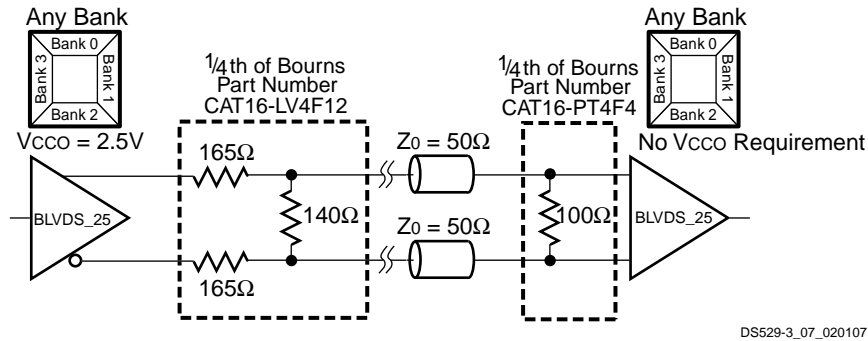 Any Bank
Bank 0
Bank 3
Bank 1
Bank 2
VCCO = 2.5V
1/4th of Bourns
Part Number
CAT16-LV4F12
1/4th of Bourns
Part Number
CAT16-PT4F4
Any Bank
Bank 0
Bank 3
Bank 1
Bank 2
No VCCO Requirement
165Ω
Z0 = 50Ω
BLVDS_25
140Ω
Z0 = 50Ω
100Ω
BLVDS_25
165Ω
DS529-3_07_020107